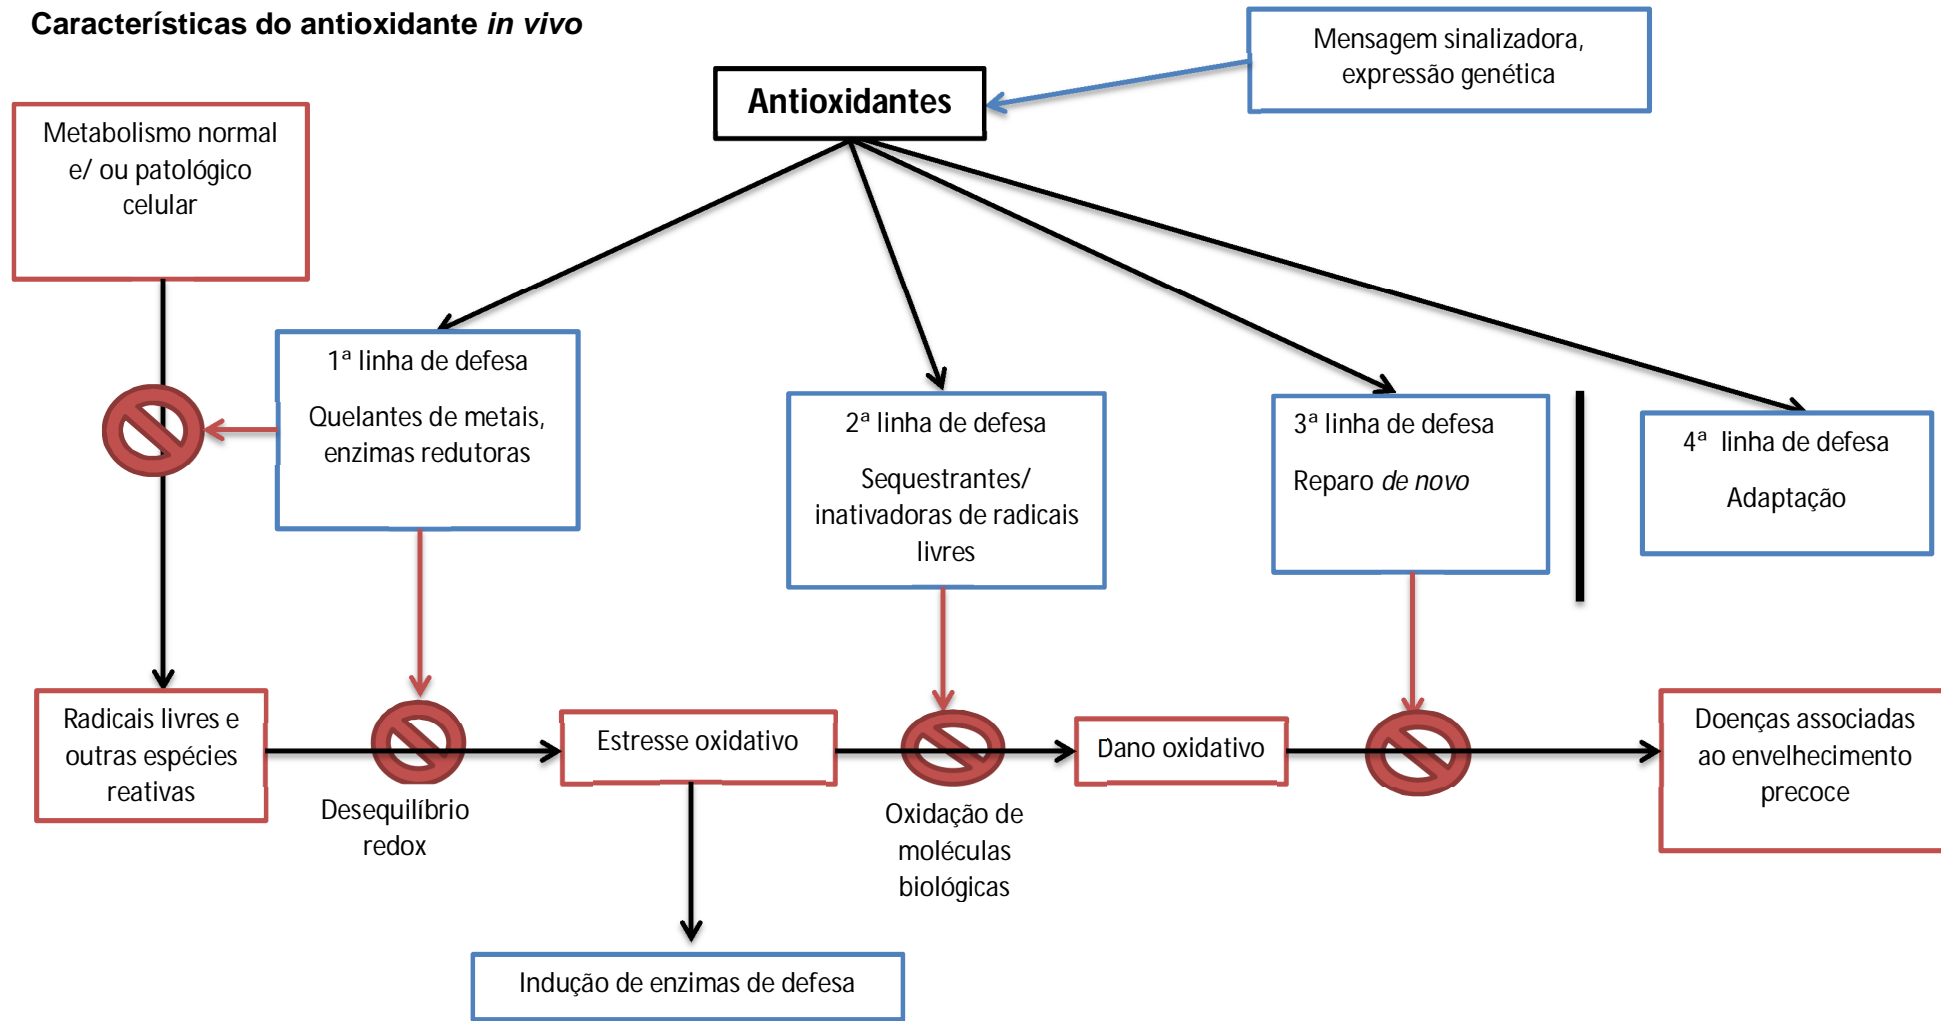 Características do antioxidante in vivo
Mensagem sinalizadora,
expressão genética
Antioxidantes
Metabolismo normal
e/ ou patológico
celular
1ª linha de defesa
Quelantes de metais,
enzimas redutoras
2ª linha de defesa
Sequestrantes/
inativadoras de radicais
livres
3ª linha de defesa
Reparo de novo
4ª linha de defesa
Adaptação
Radicais livres e
outras espécies
reativas
Desequilíbrio
redox
Estresse oxidativo
Oxidação de
moléculas
biológicas
Dano oxidativo
Doenças associadas
ao envelhecimento
precoce
Indução de enzimas de defesa